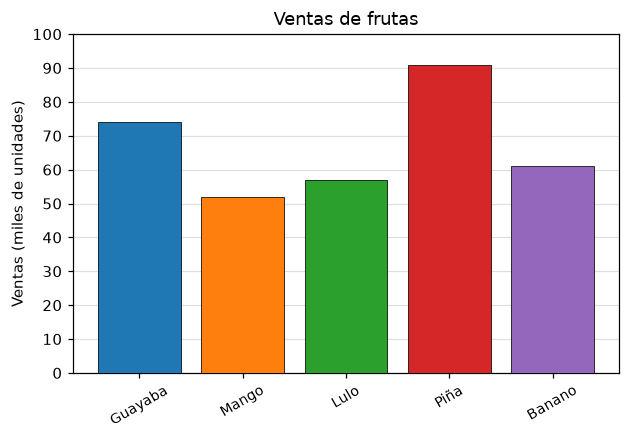 Ventas de frutas
Ventas (miles de unidades)
100
90
80
70
60
50
40
30
20
10
0
Guayaba
Mango
Lulo
Piña
Banano